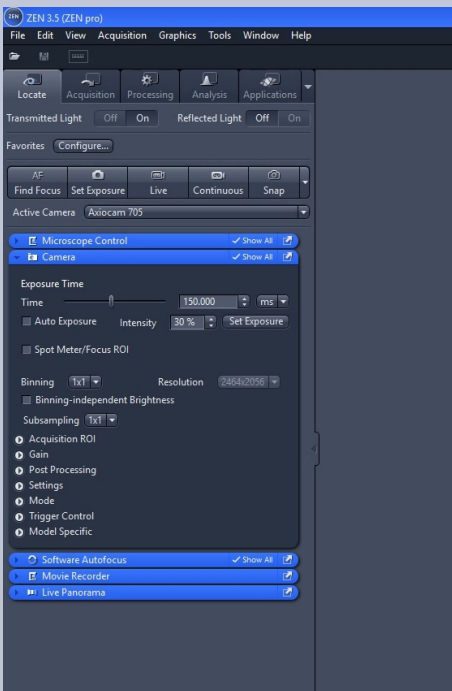 ZEN ZEN 3.5 (ZEN pro)
File Edit View Acquisition Graphics Tools Window Help
Locate Acquisition Processing Analysis Applications
Transmitted Light Off On Reflected Light Off On
Favorites Configure...
AF
Find Focus Set Exposure Live Continuous Snap
Active Camera Axiocam 705
Microscope Control Show All
Camera Show All
Exposure Time
Time 150.000 ms
Auto Exposure Intensity 30 % Set Exposure
Spot Meter/Focus ROI
Binning 1x1 Resolution 2464x2056
Binning-independent Brightness
Subsampling 1x1
Acquisition ROI
Gain
Post Processing
Settings
Mode
Trigger Control
Model Specific
Software Autofocus Show All
Movie Recorder
Live Panorama